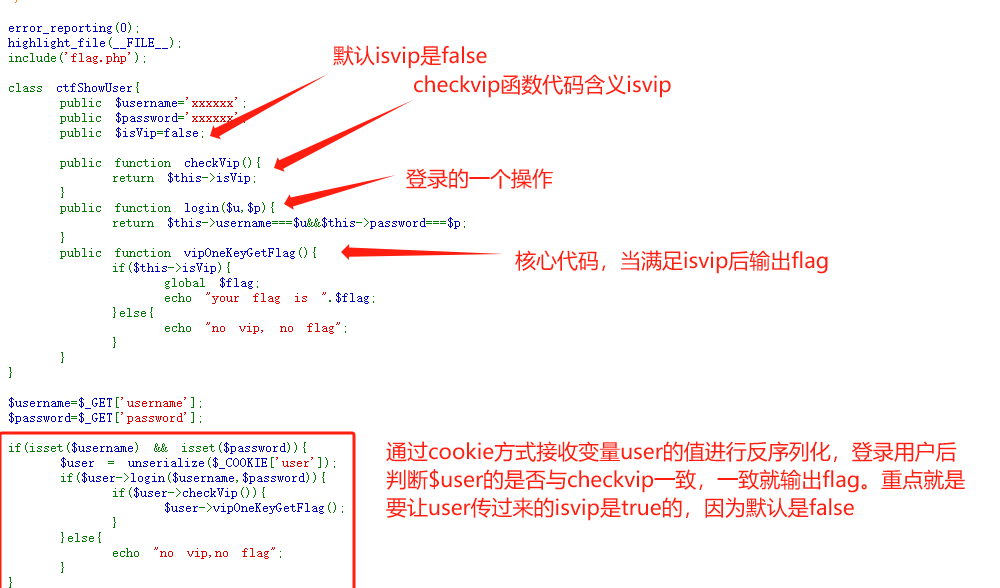 error_reporting(0);
highlight_file(__FILE__);
include('flag.php');
默认isvip是false
checkvip函数代码含义isvip
class ctfShowUser{
public $username='xxxxxx';
public $password='xxxxxx';
public $isVip=false;
public function checkVip(){
return $this->isVip;
}
登录的一个操作
public function login($u,$p){
return $this->username===$u&&$this->password===$p;
}
public function vipOneKeyGetFlag(){
核心代码，当满足isvip后输出flag
if($this->isVip){
global $flag;
echo "your flag is ".$flag;
}else{
echo "no vip, no flag";
}
}
}
$username=$_GET['username'];
$password=$_GET['password'];
if(isset($username) && isset($password)){
$user = unserialize($_COOKIE['user']);
if($user->login($username,$password)){
if($user->checkVip()){
$user->vipOneKeyGetFlag();
}
}else{
echo "no vip,no flag";
}
}
通过cookie方式接收变量user的值进行反序列化，登录用户后
判断$user的是否与checkvip一致，一致就输出flag。重点就是
要让user传过来的isvip是true的，因为默认是false